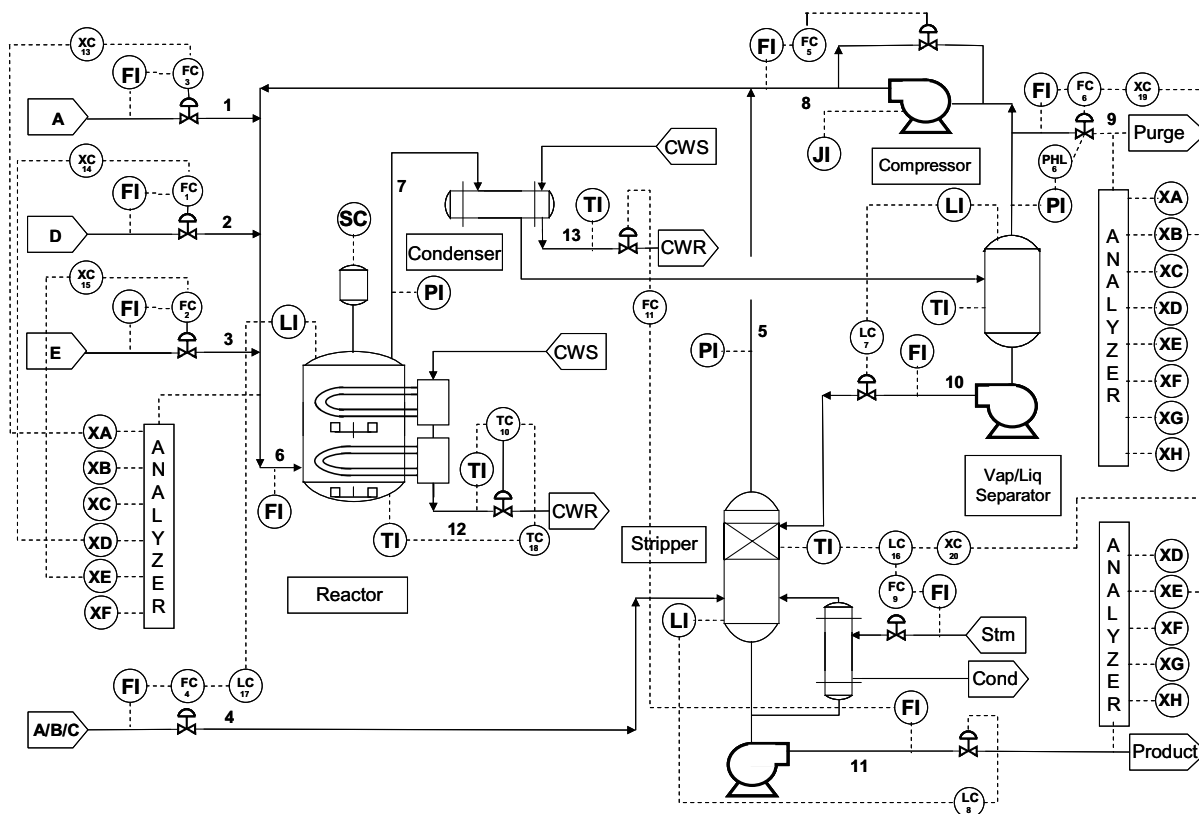 XC 13
FI
FC 3
A
1
XC 14
FI
FC 1
D
2
XC 15
FI
FC 2
E
3
LI
SC
7
CWS
Condenser
TI
13
CWR
PI
FC 11
CWS
TC 10
TI
CWR
12
TI
TC 18
6
FI
Reactor
XA
XB
XC
XD
XE
XF
ANALYZER
FI
FC 4
LC 17
A/B/C
4
FI
FC 5
8
JI
Compressor
FI
FC 6
XC 19
9
Purge
PHL 6
PI
LI
TI
LC 7
FI
10
Vap/Liq
Separator
5
PI
ANALYZER
XA
XB
XC
XD
XE
XF
XG
XH
Stripper
TI
LC 16
XC 20
FC 9
FI
LI
Stm
Cond
FI
11
LC 8
ANALYZER
XD
XE
XF
XG
XH
Product